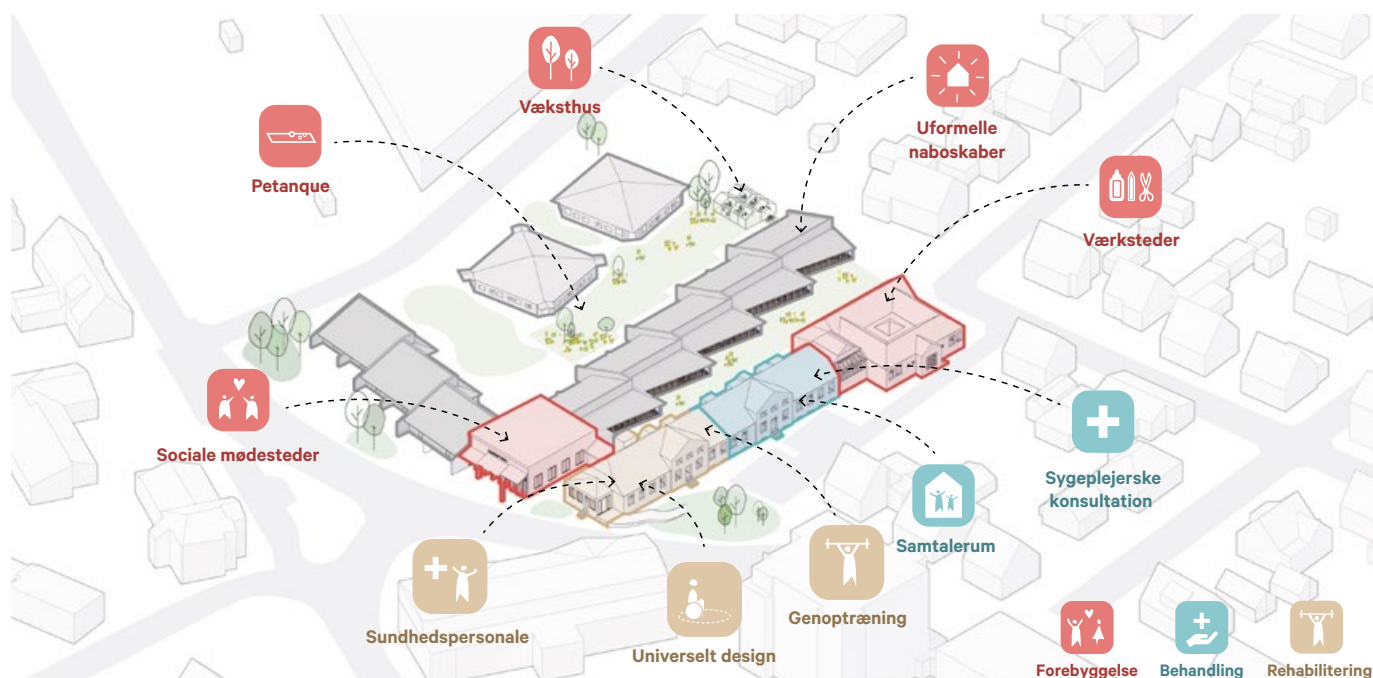 Væksthus
Uformelle
naboskaber
Petanque
Værksteder
Sociale mødesteder
Sygeplejerske
konsultation
Samtalerum
Genoptræning
Sundhedspersonale
Universelt design
Forebyggelse
Behandling
Rehabilitering